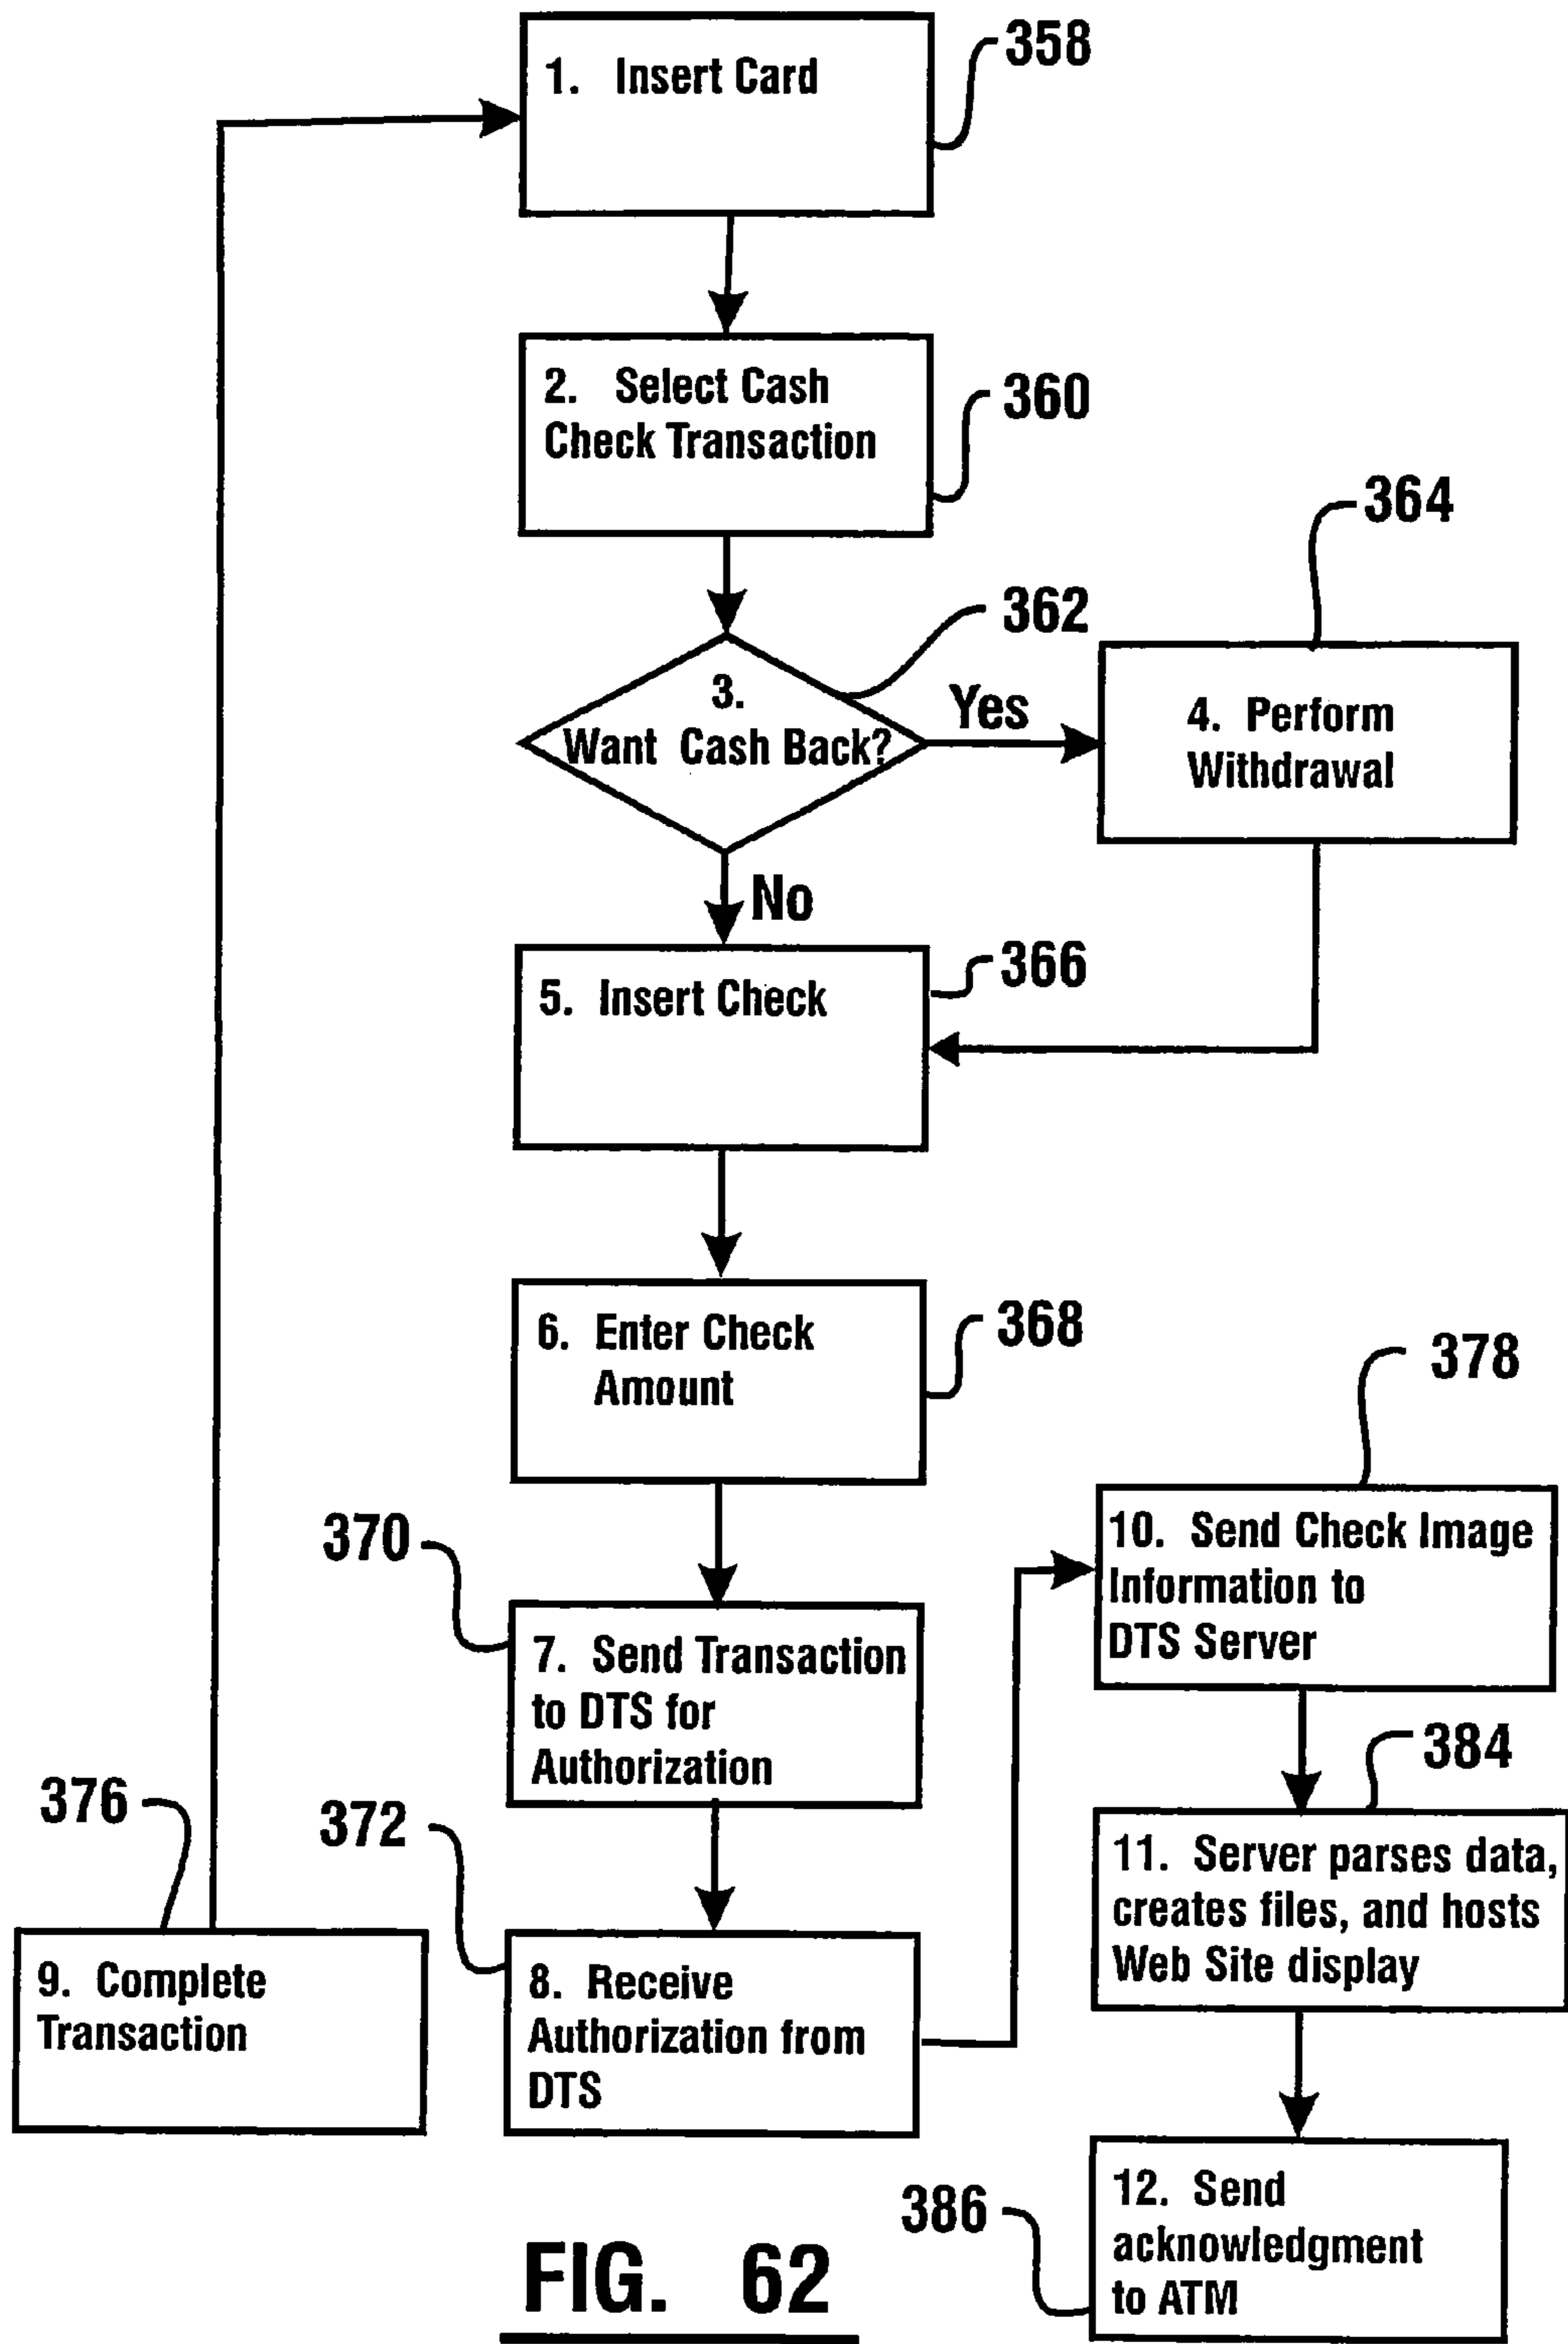 1. Insert Card
358
2. Select Cash
Check Transaction
360
3.
Want Cash Back?
362
Yes
364
4. Perform
Withdrawal
No
5. Insert Check
366
6. Enter Check
Amount
368
370
7. Send Transaction
to DTS for
Authorization
372
8. Receive
Authorization from
DTS
376
9. Complete
Transaction
378
10. Send Check Image
Information to
DTS Server
384
11. Server parses data,
creates files, and hosts
Web Site display
386
12. Send
acknowledgment
to ATM
FIG. 62